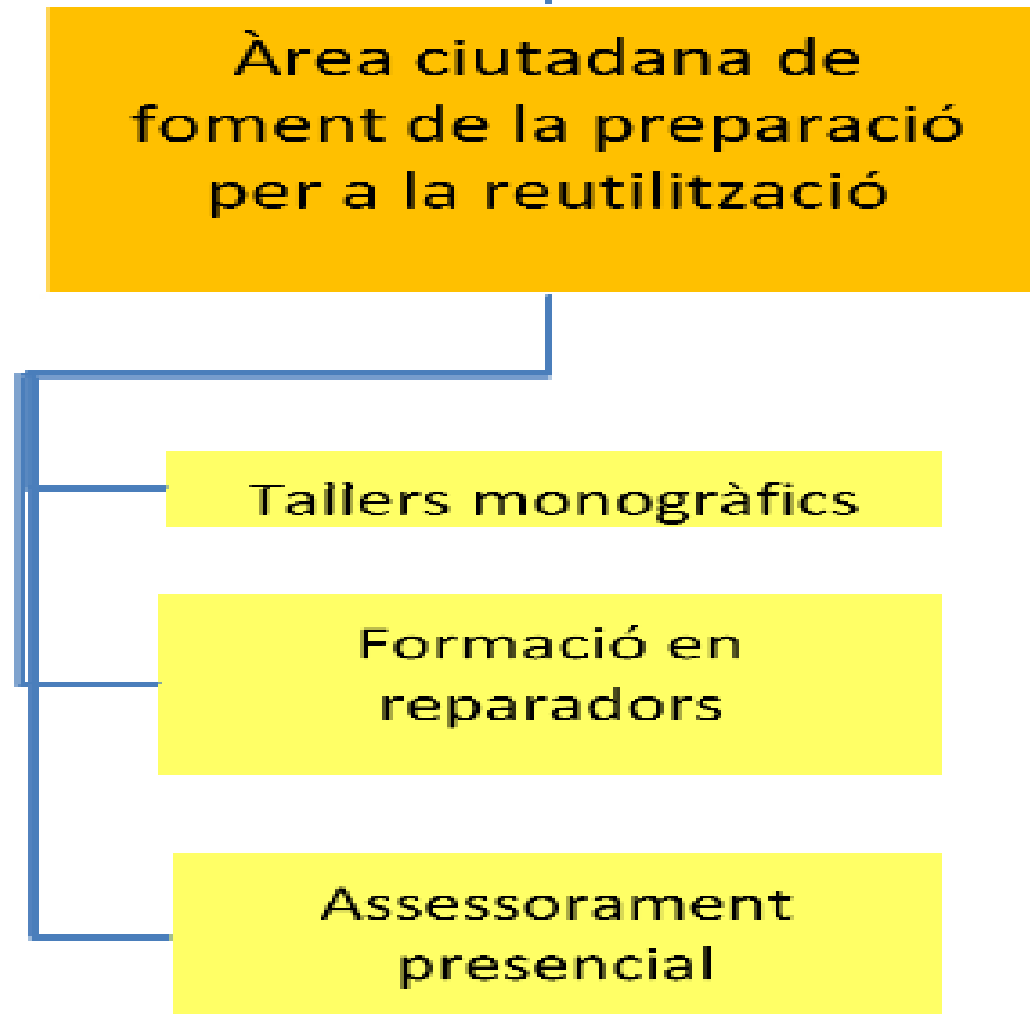 Àrea ciutadana de
foment de la preparació
per a la reutilització
Tallers monogràfics
Formació en
reparadors
Assessorament
presencial